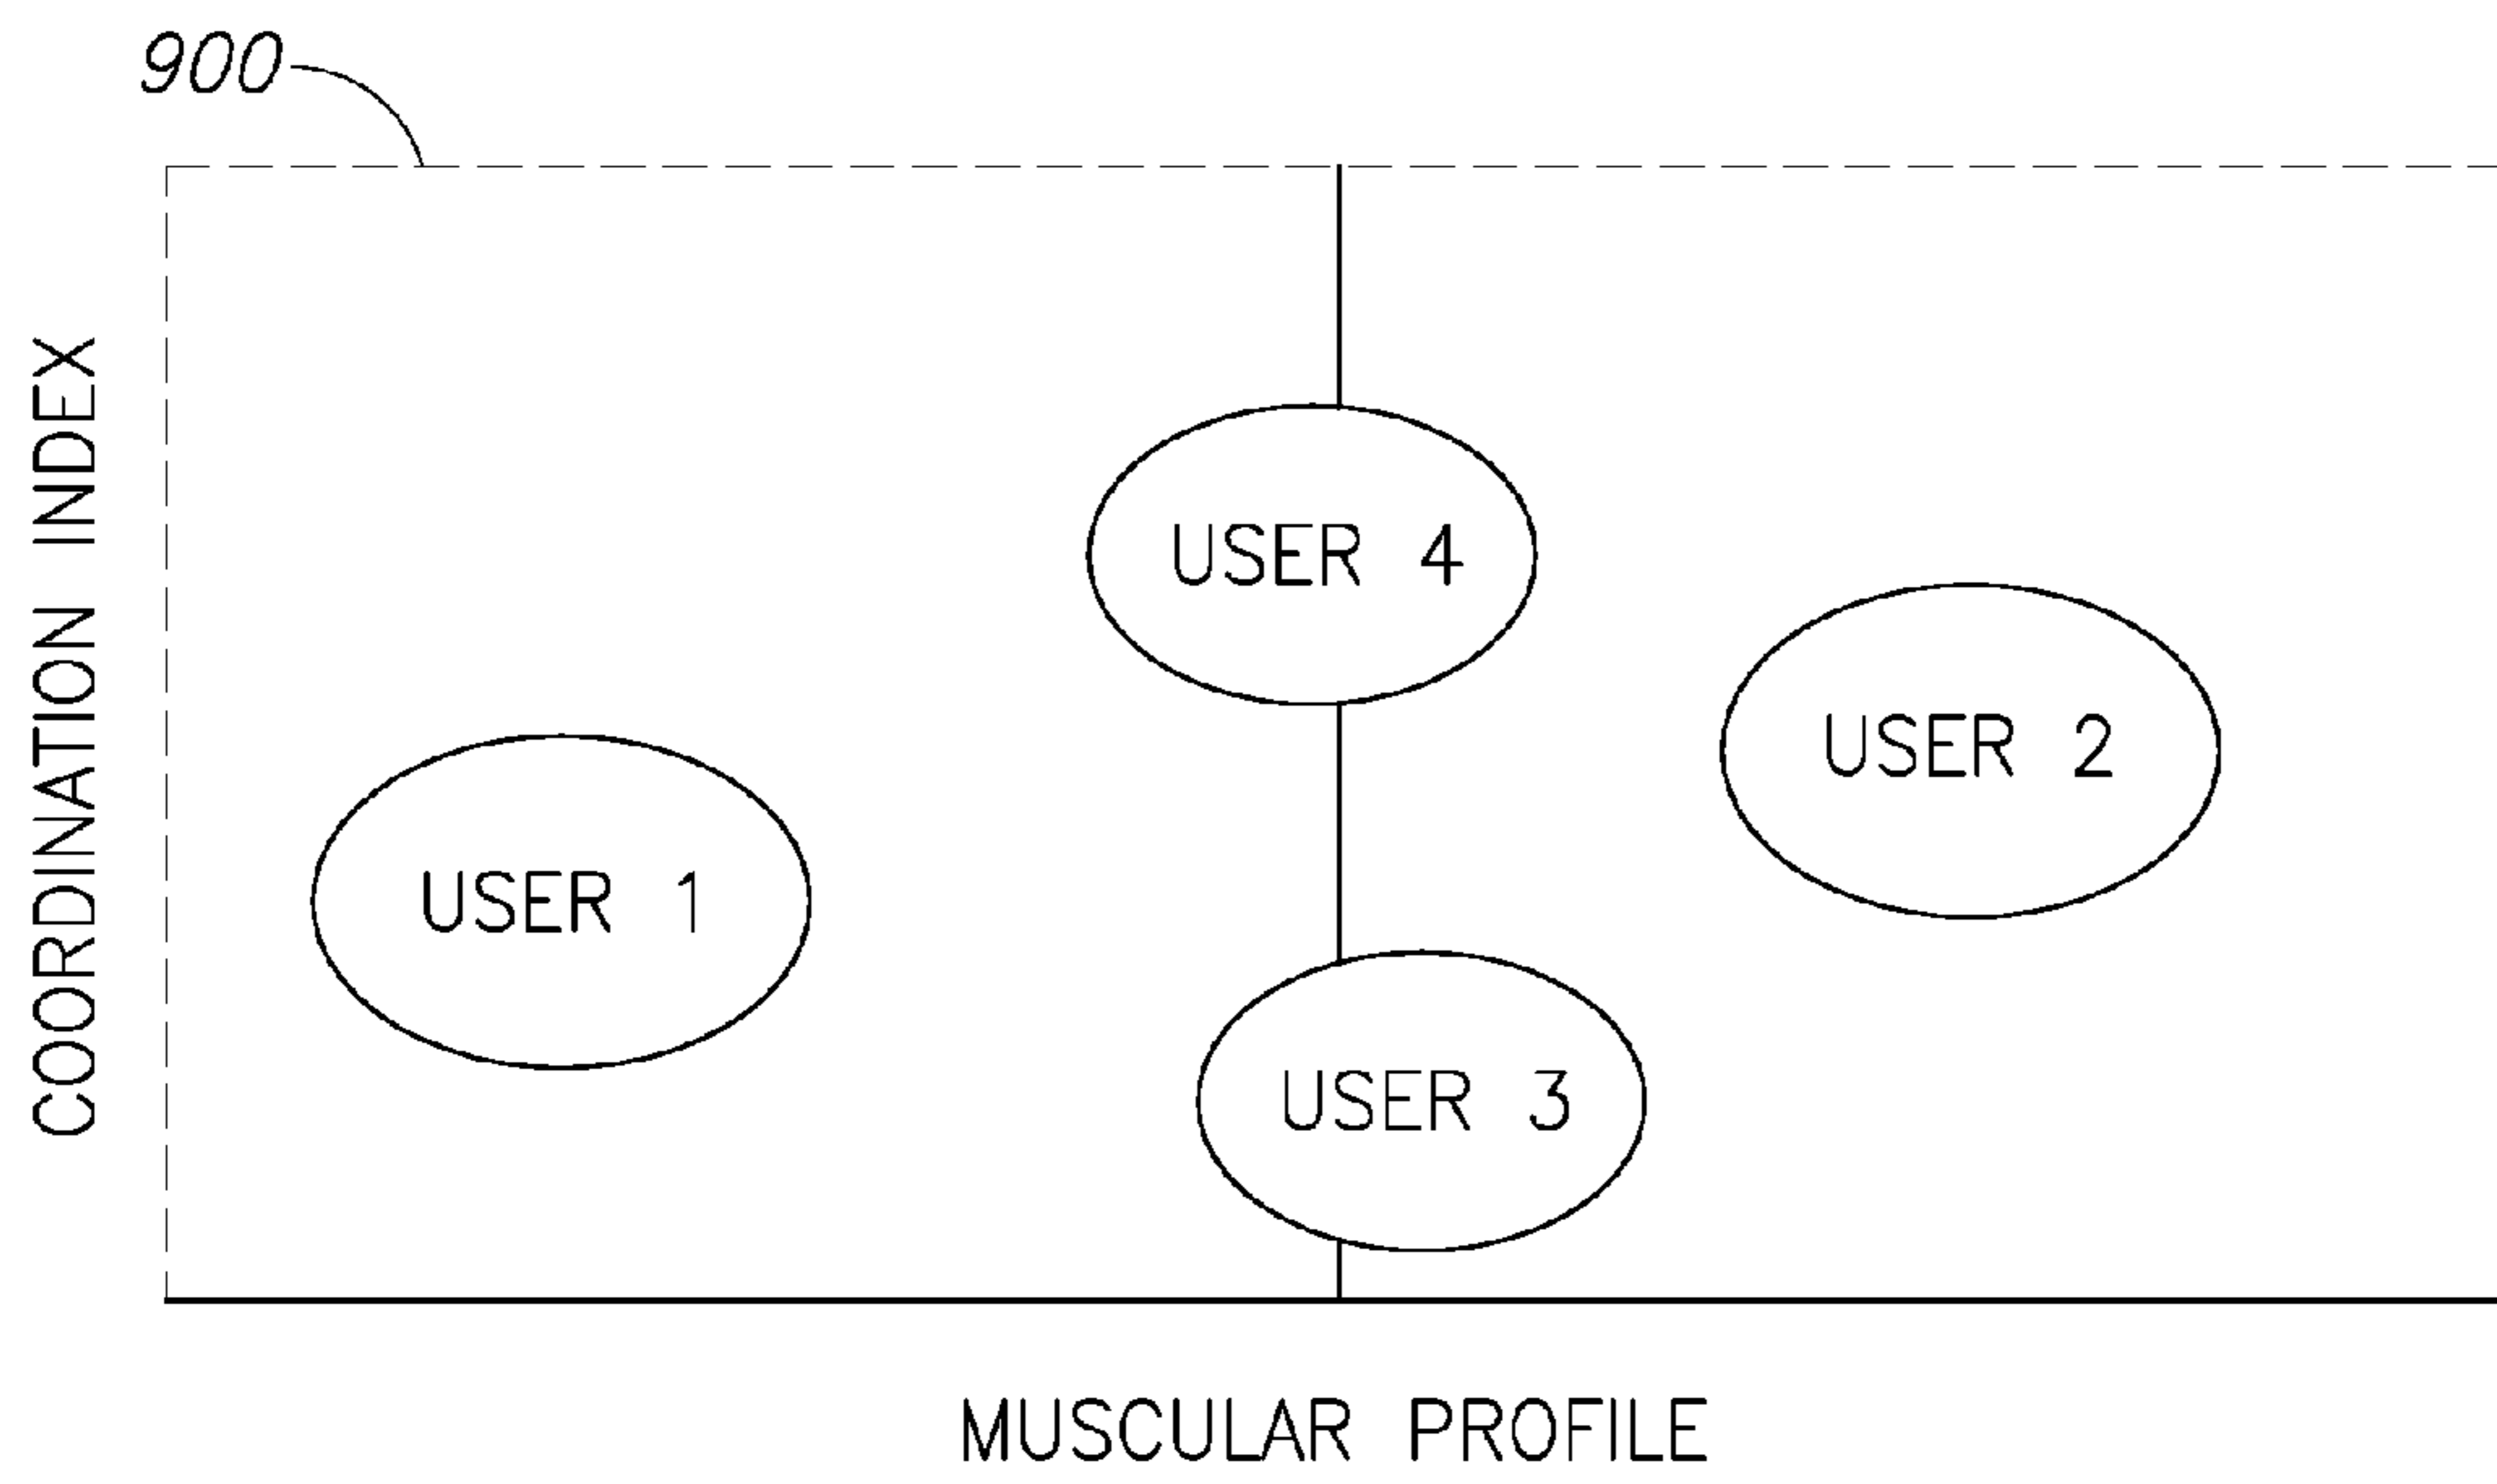 900
COORDINATION INDEX
USER 4
USER 2
USER 1
USER 3
MUSCULAR PROFILE